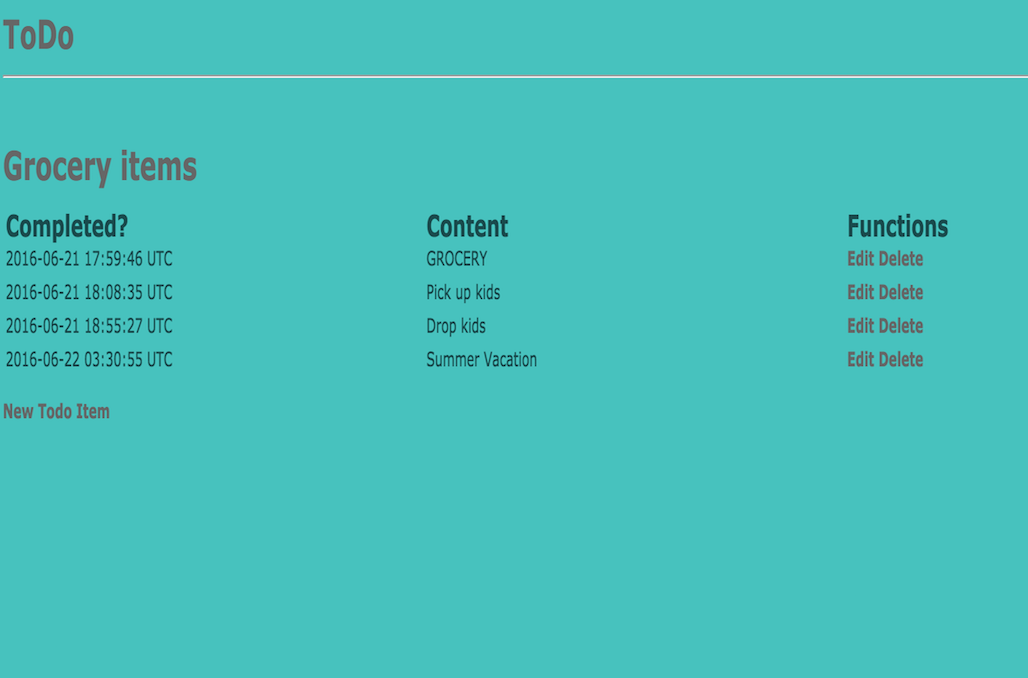 ToDo
Grocery items
Completed? Content Functions
2016-06-21 17:59:46 UTC GROCERY Edit Delete
2016-06-21 18:08:35 UTC Pick up kids Edit Delete
2016-06-21 18:55:27 UTC Drop kids Edit Delete
2016-06-22 03:30:55 UTC Summer Vacation Edit Delete
New Todo Item